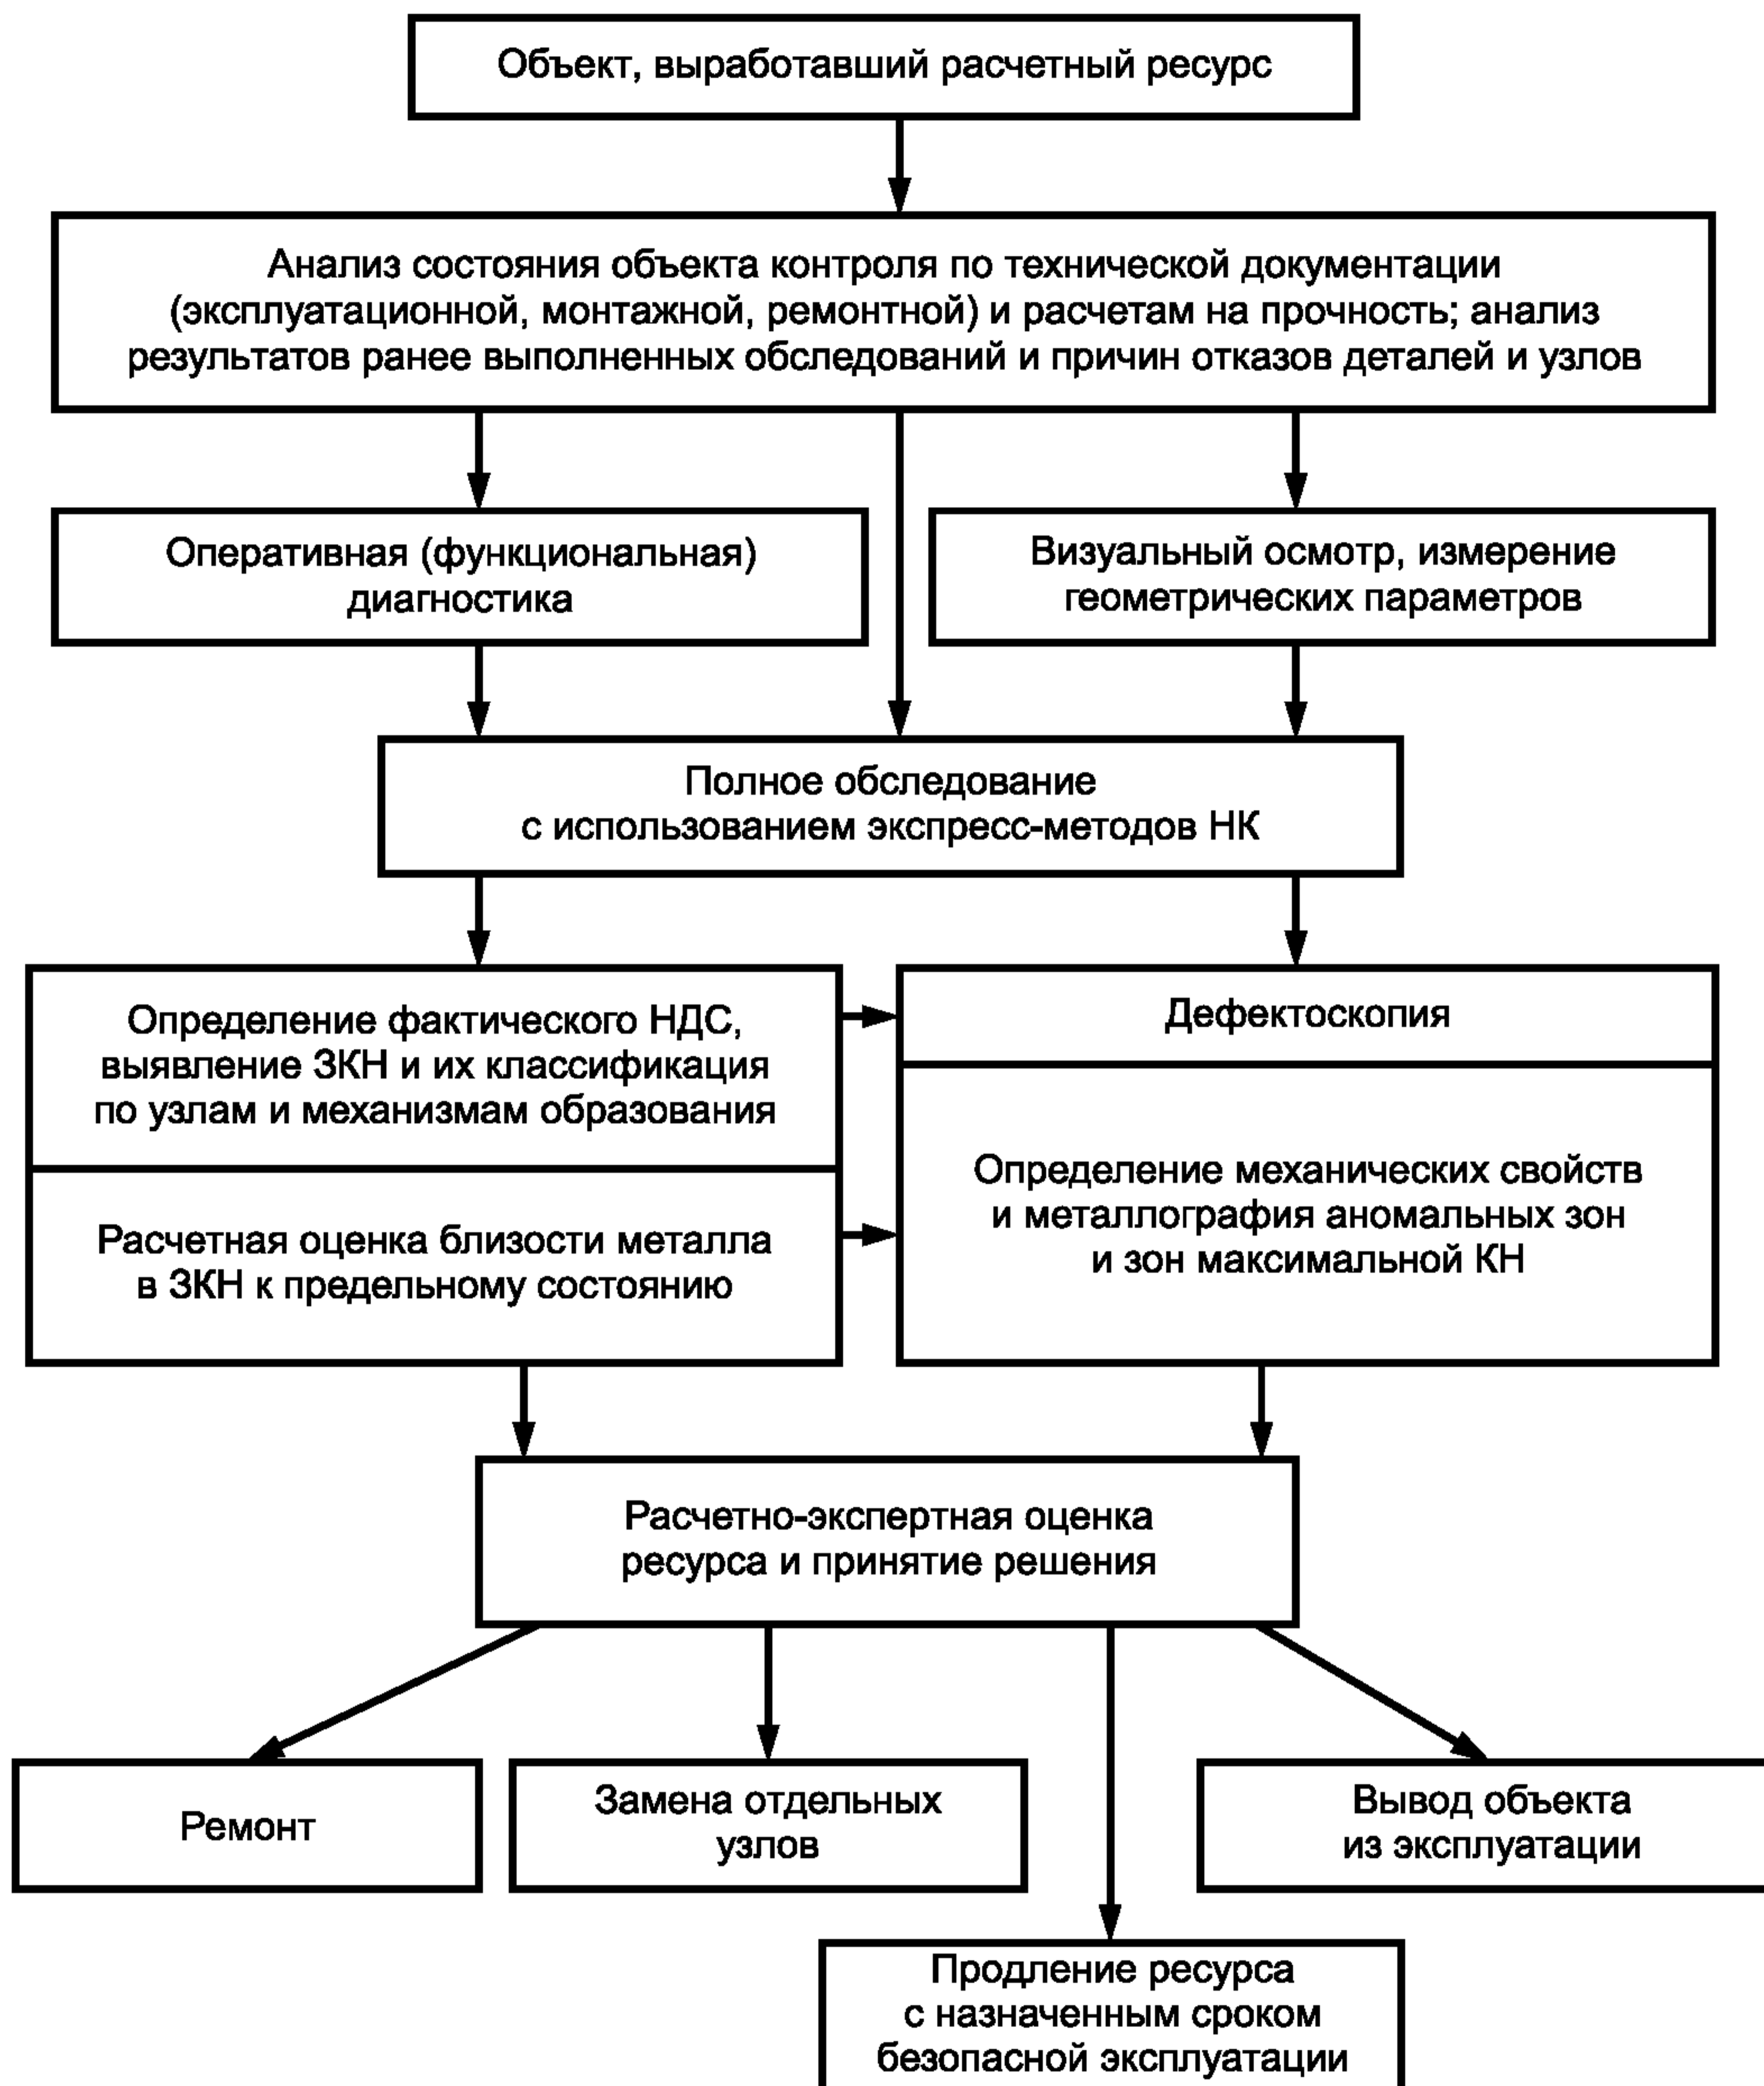 Объект, выработавший расчетный ресурс
Анализ состояния объекта контроля по технической документации
(эксплуатационной, монтажной, ремонтной) и расчетам на прочность; анализ
результатов ранее выполненных обследований и причин отказов деталей и узлов
Оперативная (функциональная)
диагностика
Визуальный осмотр, измерение
геометрических параметров
Полное обследование
с использованием экспресс-методов НК
Определение фактического НДС,
выявление ЗКН и их классификация
по узлам и механизмам образования
Дефектоскопия
Расчетная оценка близости металла
в ЗКН к предельному состоянию
Определение механических свойств
и металлография аномальных зон
и зон максимальной КН
Расчетно-экспертная оценка
ресурса и принятие решения
Ремонт
Замена отдельных
узлов
Вывод объекта
из эксплуатации
Продление ресурса
с назначенным сроком
безопасной эксплуатации